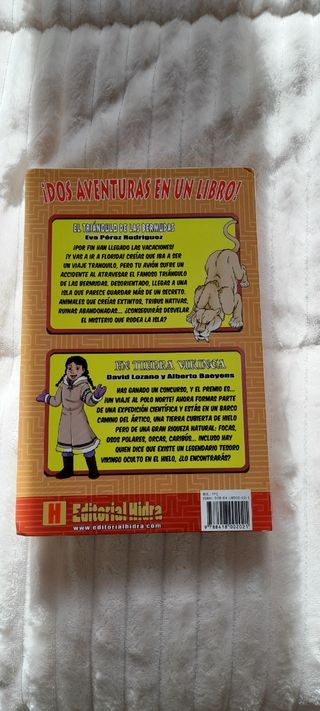 ¡DOS AVENTURAS EN UN LIBRO!
EL TRIÁNGULO DE LAS BERMUDAS
Eva Pérez Rodríguez
¡POR FIN HAN LLEGADO LAS VACACIONES!
¡Y VAS A IR A FLORIDA! CREÍAS QUE IBA A SER
UN VIAJE TRANQUILO, PERO TU AVIÓN SUFRE UN
ACCIDENTE AL ATRAVESAR EL FAMOSO TRIÁNGULO
DE LAS BERMUDAS. DESORIENTADO, LLEGAS A UNA
ISLA QUE PARECE GUARDAR MÁS DE UN SECRETO.
ANIMALES QUE CREÍAS EXTINTOS, TRIBUS NATIVAS,
RUINAS ABANDONADAS... ¿CONSEGUIRÁS DESVELAR
EL MISTERIO QUE RODEA LA ISLA?
EN TIERRA VIKINGA
David Lozano y Alberto Baeyens
HAS GANADO UN CONCURSO, Y EL PREMIO ES...
¡UN VIAJE AL POLO NORTE! AHORA FORMAS PARTE
DE UNA EXPEDICIÓN CIENTÍFICA Y ESTÁS EN UN BARCO
CAMINO DEL ÁRTICO, UNA TIERRA CUBIERTA DE HIELO
PERO DE UNA GRAN RIQUEZA NATURAL: FOCAS,
OSOS POLARES, ORCAS, CARIBÚS... INCLUSO HAY
QUIEN DICE QUE EXISTE UN LEGENDARIO TESORO
VIKINGO OCULTO EN EL HIELO, ¿LO ENCONTRARÁS?
H Editorial Hidra
www.editorialhidra.com
9 788418 002021